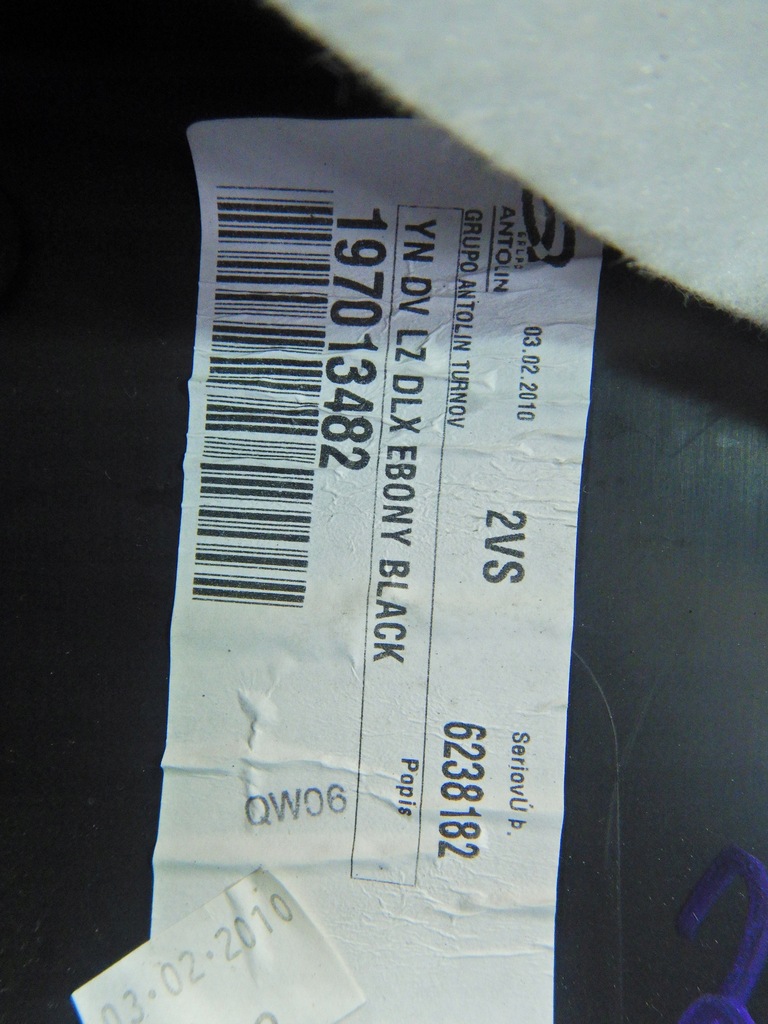 GRUPO
ANTOLIN
03.02.2010
GRUPO ANTOLIN TURNOV
2VS
SeriovÚ þ.
6238182
YN DV LZ DLX EBONY BLACK
Popis
197013482
QW06
03.02.2010